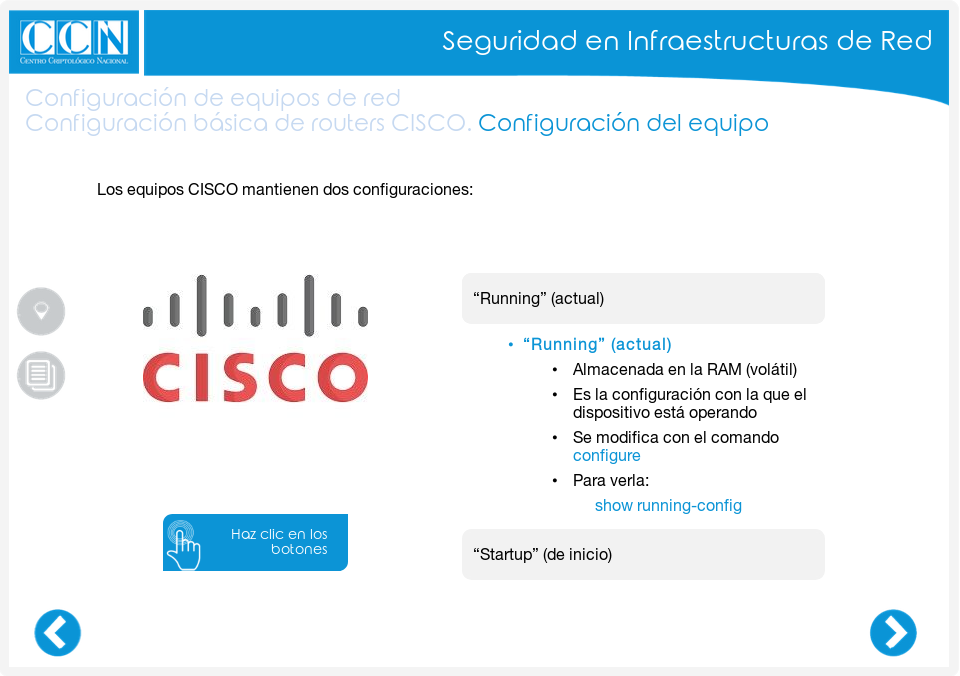 CCN
CENTRO CRIPTOLÓGICO NACIONAL
Seguridad en Infraestructuras de Red
Configuración de equipos de red
Configuración básica de routers CISCO. Configuración del equipo
Los equipos CISCO mantienen dos configuraciones:
CISCO
“Running” (actual)
• “Running” (actual)
• Almacenada en la RAM (volátil)
• Es la configuración con la que el
dispositivo está operando
• Se modifica con el comando
configure
• Para verla:
show running-config
Haz clic en los
botones
“Startup” (de inicio)